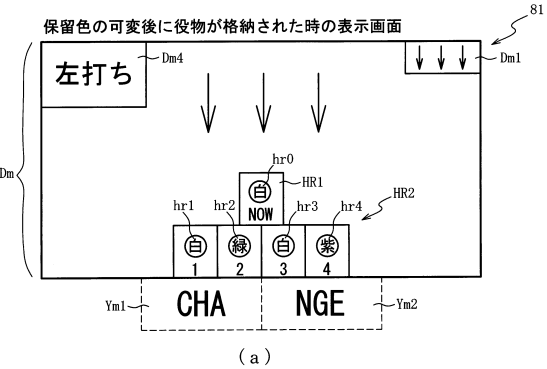 保留色の可変後に役物が格納された時の表示画面
81
左打ち
Dm4
Dm1
Dm
hr0
白
HR1
NOW
hr1
hr2
hr3
hr4
HR2
白 緑 白 紫
1 2 3 4
Ym1
CHA
NGE
Ym2
(a)